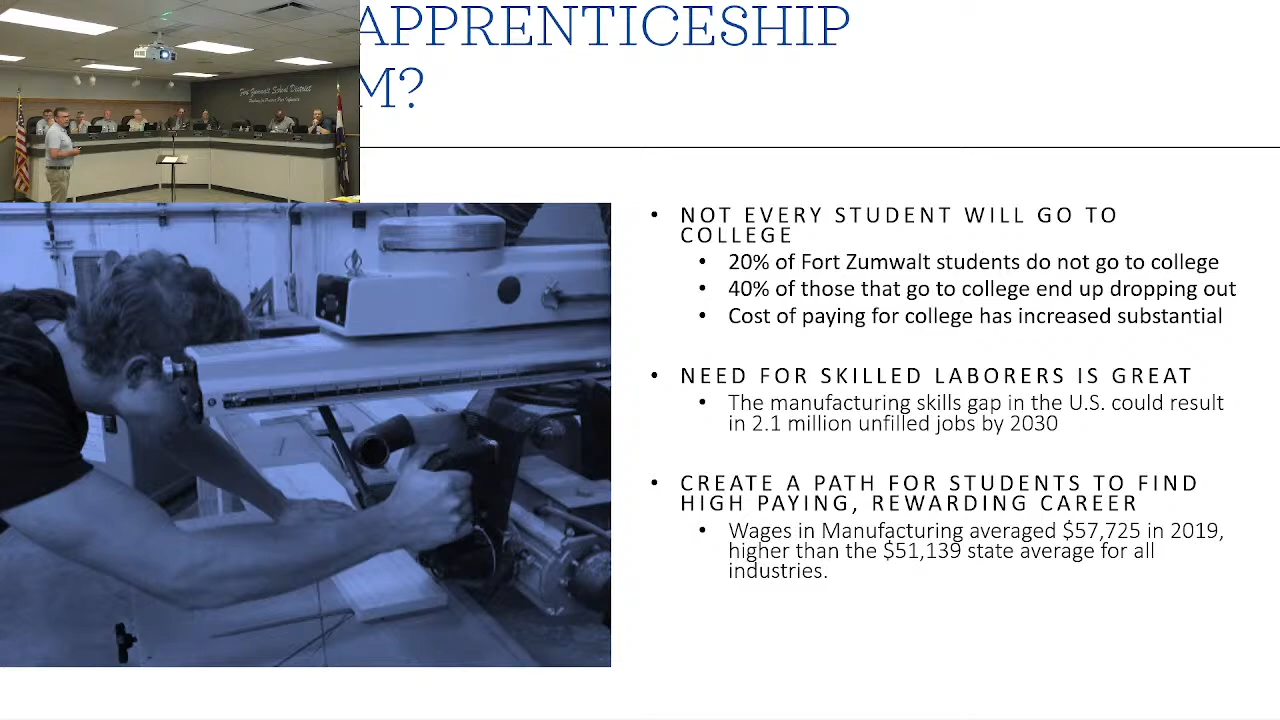 APPRENTICESHIP
M?
Fort Zumwalt School District
• NOT EVERY STUDENT WILL GO TO
COLLEGE
• 20% of Fort Zumwalt students do not go to college
• 40% of those that go to college end up dropping out
• Cost of paying for college has increased substantial
• NEED FOR SKILLED LABORERS IS GREAT
• The manufacturing skills gap in the U.S. could result
in 2.1 million unfilled jobs by 2030
• CREATE A PATH FOR STUDENTS TO FIND
HIGH PAYING, REWARDING CAREER
• Wages in Manufacturing averaged $57,725 in 2019,
higher than the $51,139 state average for all
industries.